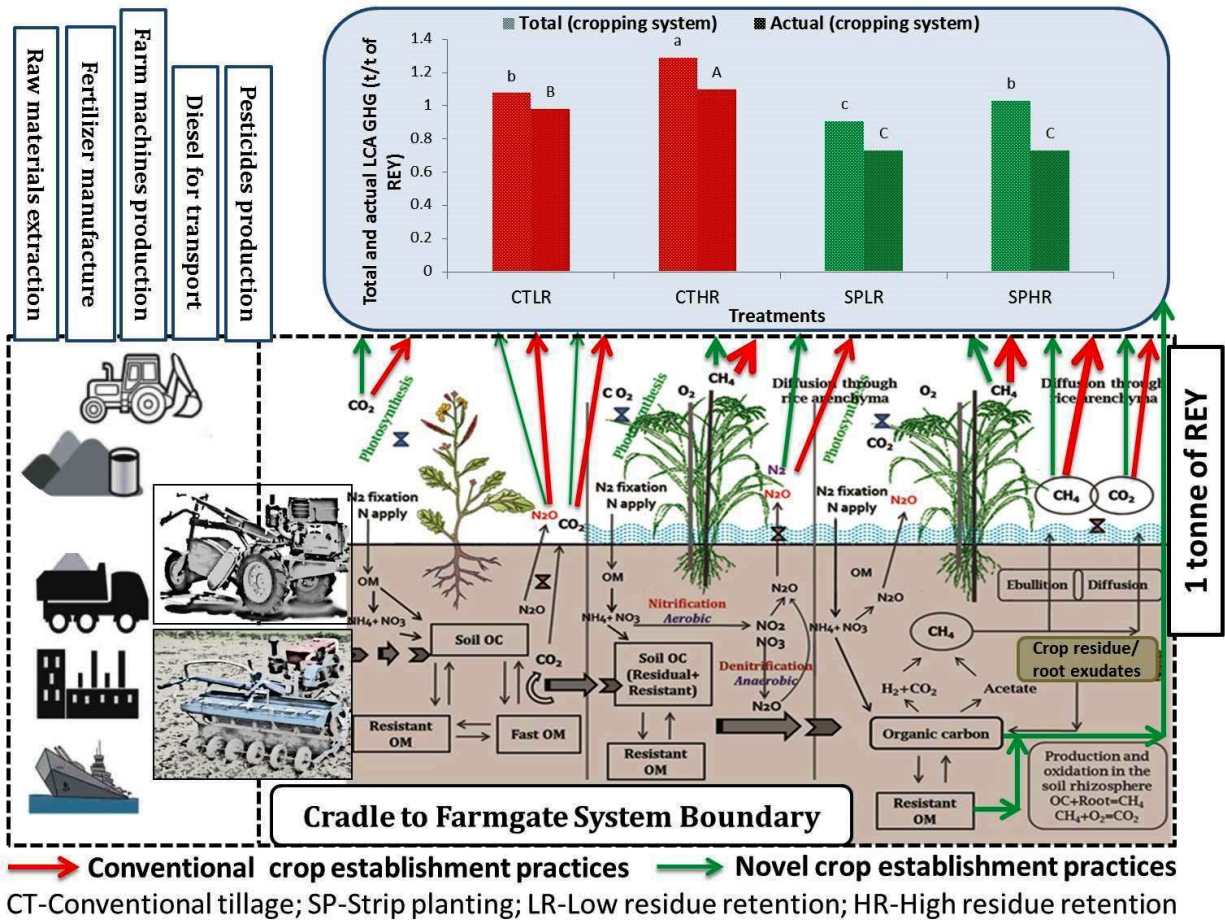 Raw materials extraction
Fertilizer manufacture
Farm machines production
Diesel for transport
Pesticides production
Total (cropping system)
Actual (cropping system)
Total and actual LCA GHG (t/t of
REY)
1.4
1.2
1
0.8
0.6
0.4
0.2
0
b
B
a
A
c
C
b
C
CTLR
CTHR
SPLR
SPHR
Treatments
1 tonne of REY
CO₂
Photosynthesis
N2 fixation
N apply
OM
NH₄+ NO₃
N2O
CO₂
N2O
Soil OC
CO₂
Resistant
OM
Fast OM
C O₂
Photosynthesis
O₂
CH₄
Diffusion through
rice arenchyma
N2 fixation
N apply
OM
NH₄+ NO₃
Nitrification
Aerobic
N2
N2O
N₂O
NO2
NO₃
Denitrification
Anaerobic
N₂O
Soil OC
(Residual+
Resistant)
Resistant
OM
Photosynthesis
CO₂
O₂
CH₄
Diffusion through
rice arenchyma
N2 fixation
N apply
N₂O
OM
N₂O
NH₄+ NO₃
CH₄
CO₂
Ebullition
Diffusion
CH₄
Crop residue/
root exudates
H₂+CO₂
Acetate
Organic carbon
Resistant
OM
Production and
oxidation in the
soil rhizosphere
OC+Root=CH₄
CH₄+O₂=CO₂
Cradle to Farmgate System Boundary
Conventional crop establishment practices
Novel crop establishment practices
CT-Conventional tillage; SP-Strip planting; LR-Low residue retention; HR-High residue retention